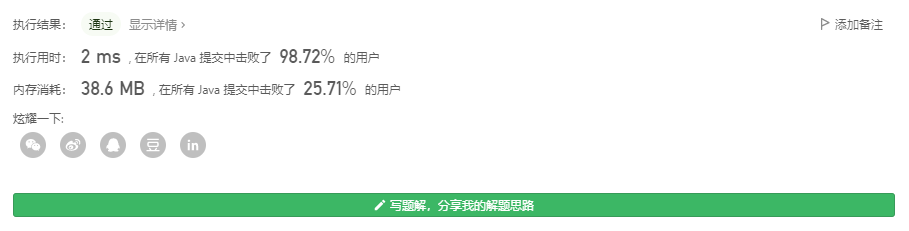 执行结果： 通过 显示详情 › 添加备注
执行用时： 2 ms , 在所有 Java 提交中击败了 98.72% 的用户
内存消耗： 38.6 MB , 在所有 Java 提交中击败了 25.71% 的用户
炫耀一下:
豆 in
写题解，分享我的解题思路